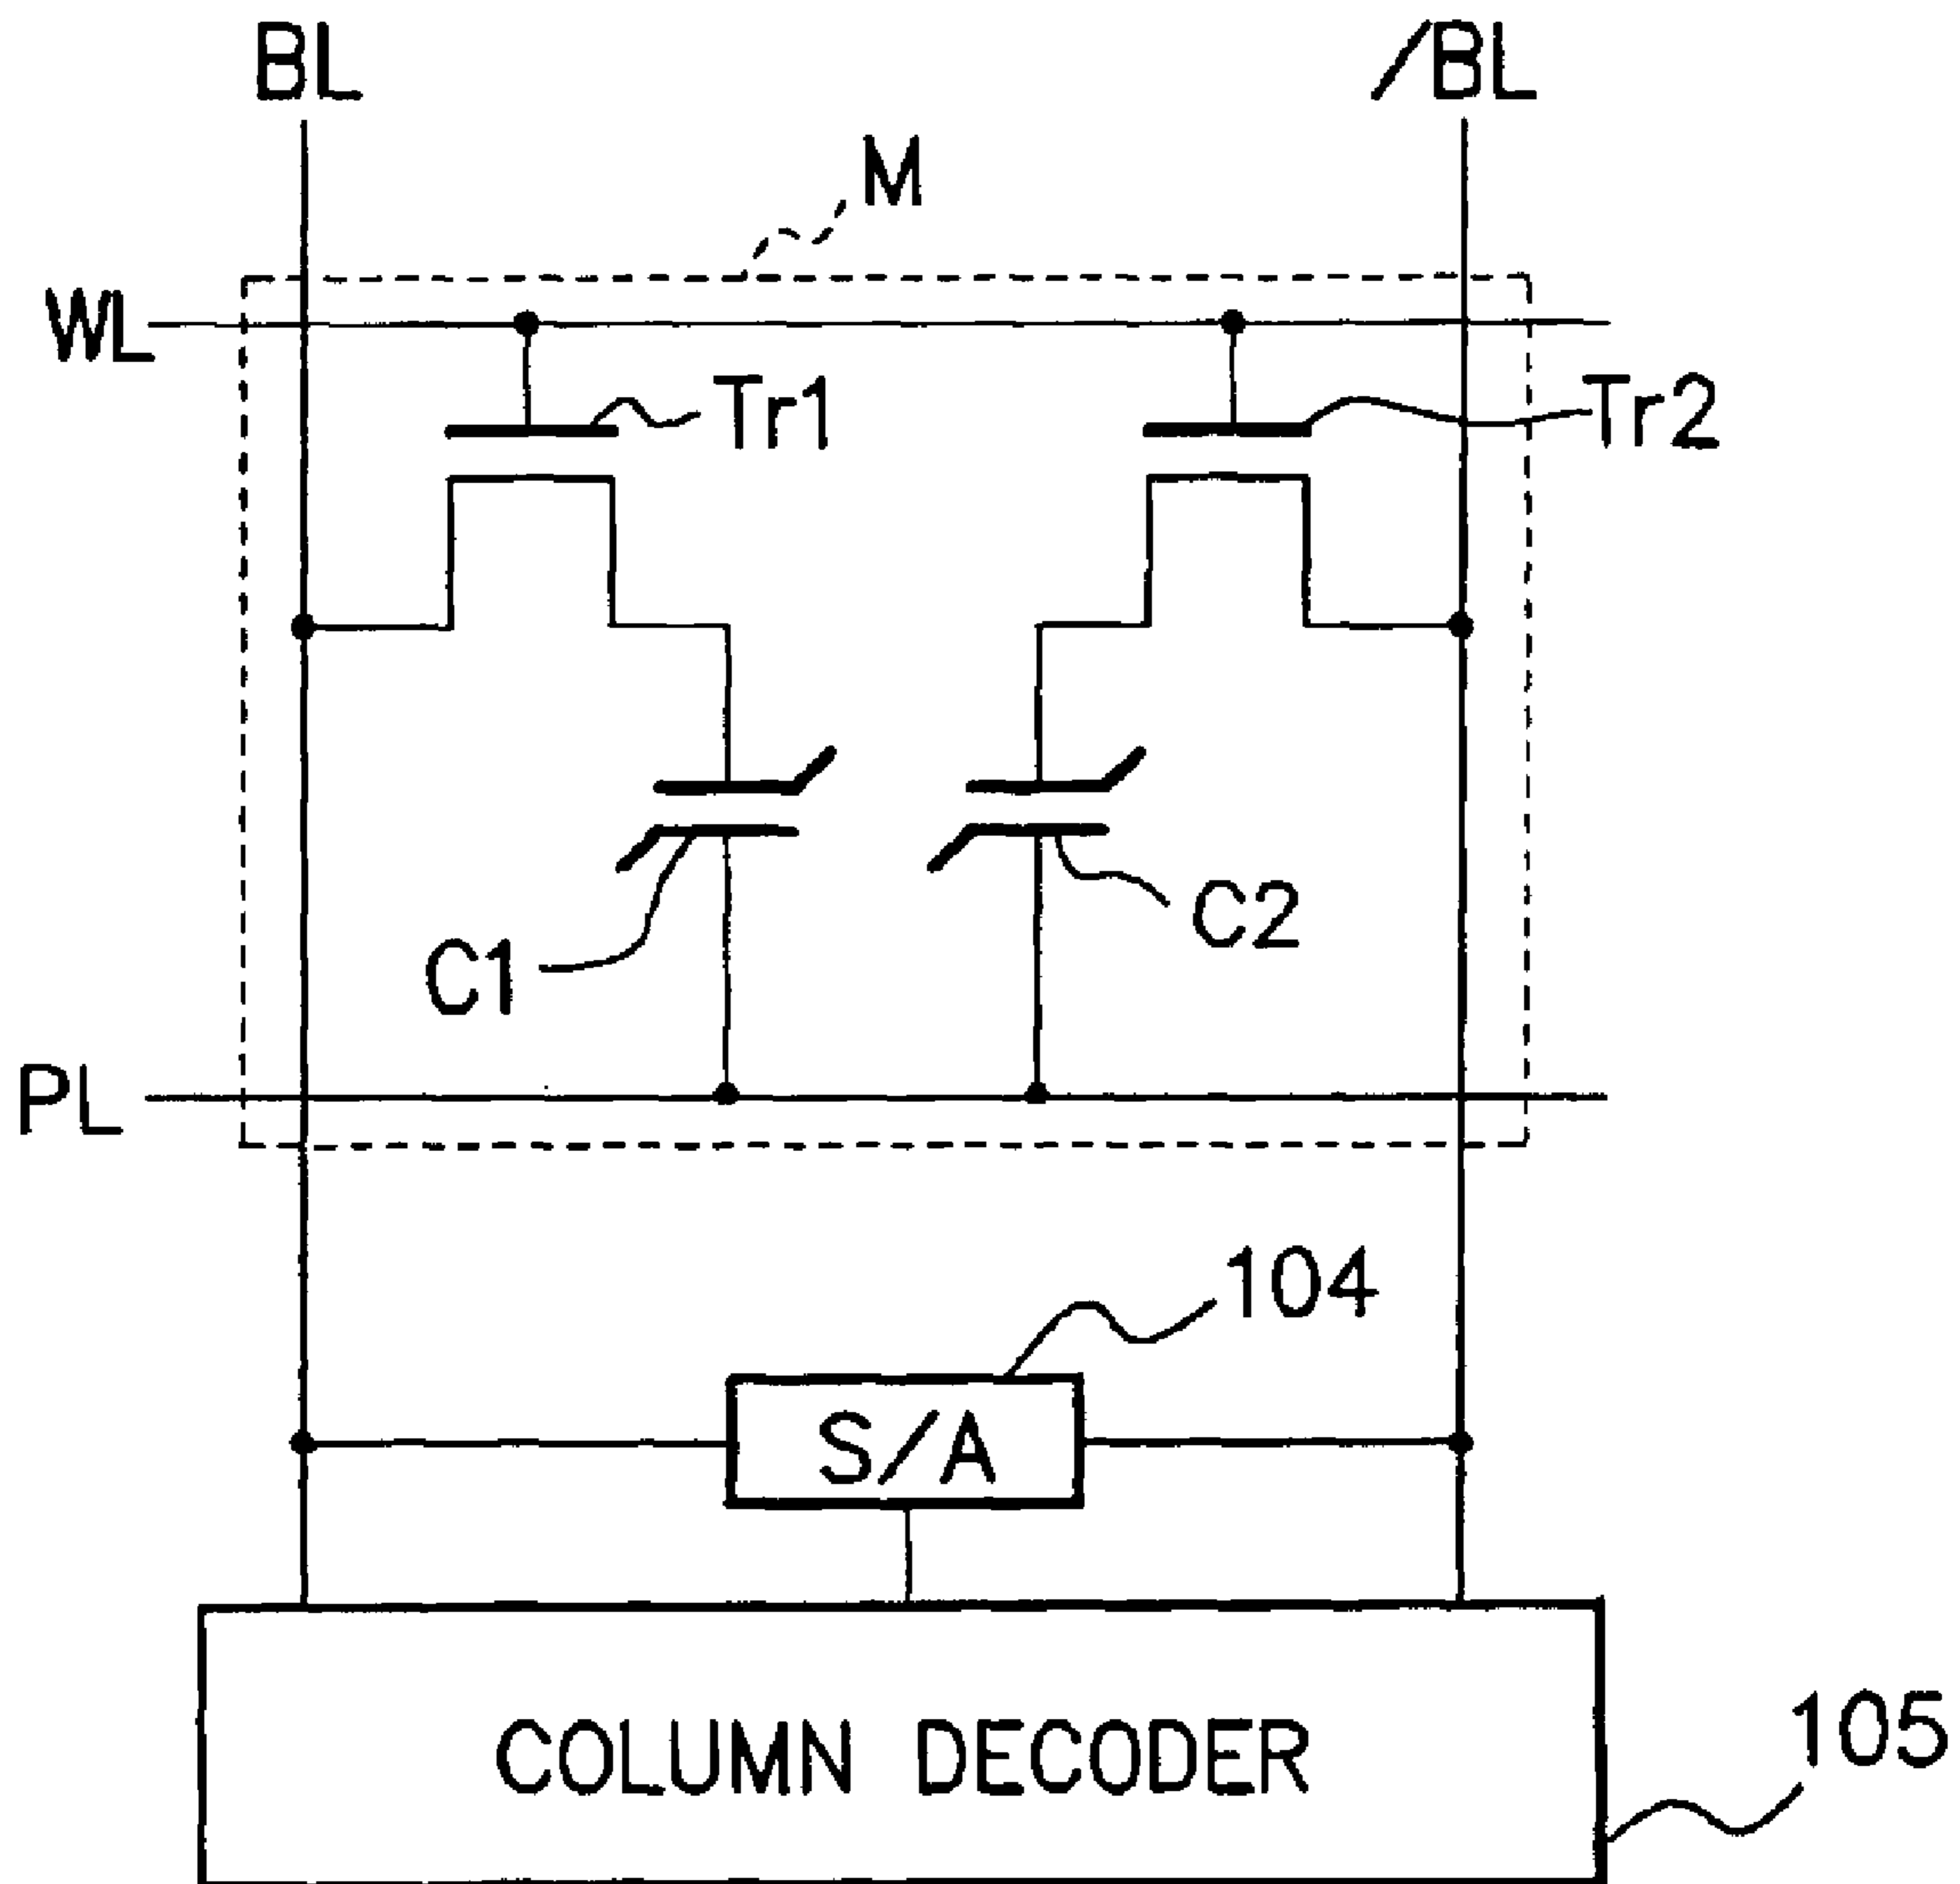 BL
/BL
M
WL
Tr1
Tr2
C1
C2
PL
104
S/A
COLUMN DECODER
105